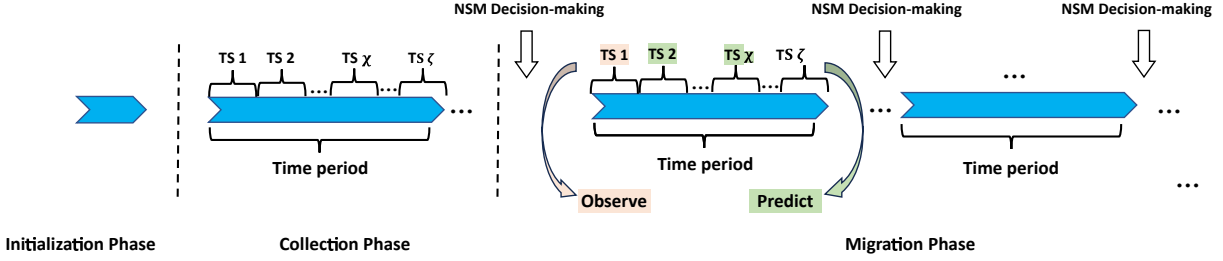 NSM Decision-making
NSM Decision-making
NSM Decision-making
TS 1
TS 2
TS χ
TS ζ
TS 1
TS 2
TS χ
TS ζ
...
...
...
...
...
...
...
...
...
Time period
Time period
Time period
Observe
Predict
...
Initialization Phase
Collection Phase
Migration Phase